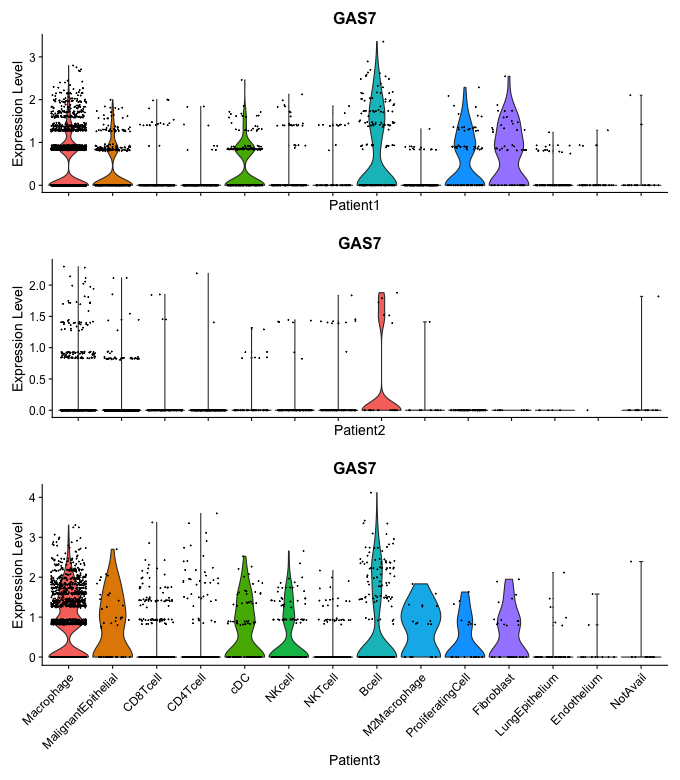 GAS7
Expression Level
3
2
1
0
Patient1
GAS7
Expression Level
2.0
1.5
1.0
0.5
0.0
Patient2
GAS7
Expression Level
4
3
2
1
0
Macrophage
MalignantEpithelial
CD8Tcell
CD4Tcell
cDC
NKcell
NKTcell
Bcell
M2Macrophage
ProliferatingCell
Fibroblast
LungEpithelium
Endothelium
NotAvail
Patient3